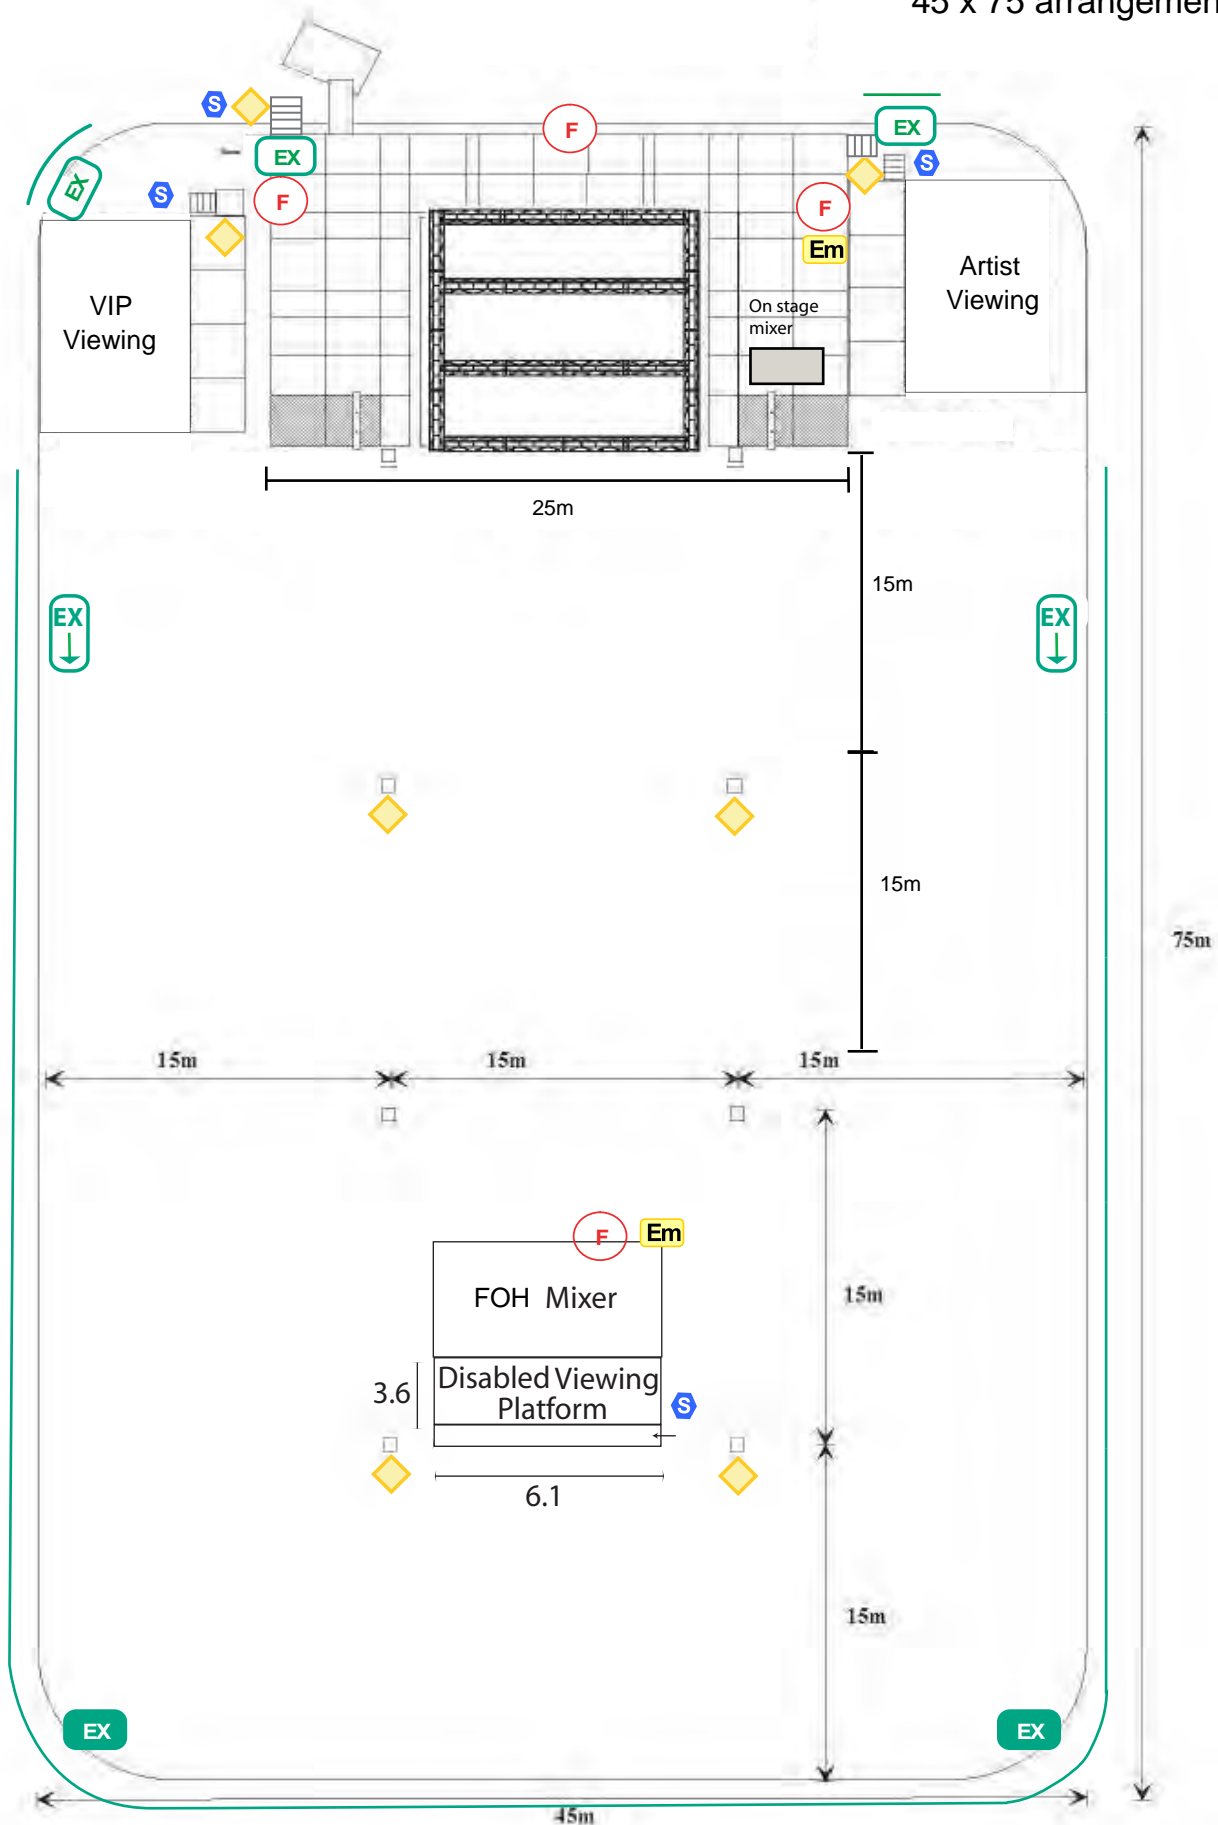 45 x 75 arrangemen
S
EX
F
EX
S
EX
S
F
F
Em
VIP
Viewing
Artist
Viewing
On stage
mixer
25m
15m
EX
EX
15m
75m
15m
15m
15m
F
Em
FOH Mixer
15m
Disabled Viewing
Platform
3.6
S
6.1
15m
EX
EX
45m